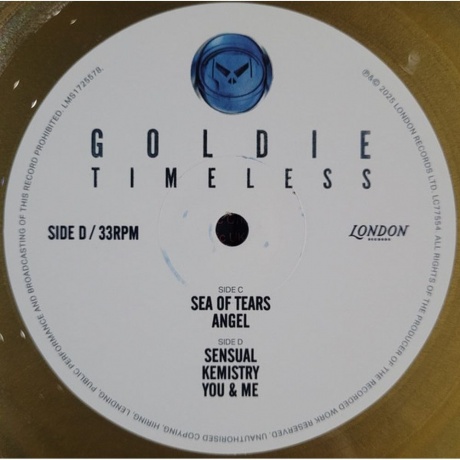 GOLDIE
TIMELESS
SIDE D / 33RPM
LONDON
RECORDS
SIDE C
SEA OF TEARS
ANGEL
SIDE D
SENSUAL
KEMISTRY
YOU & ME
℗&© 2025 LONDON RECORDS LTD. LC77554. ALL RIGHTS OF THE PRODUCER OF THE RECORDED WORK RESERVED. UNAUTHORISED COPYING, HIRING, LENDING, PUBLIC PERFORMANCE AND BROADCASTING OF THIS RECORD PROHIBITED. LMS1725578.